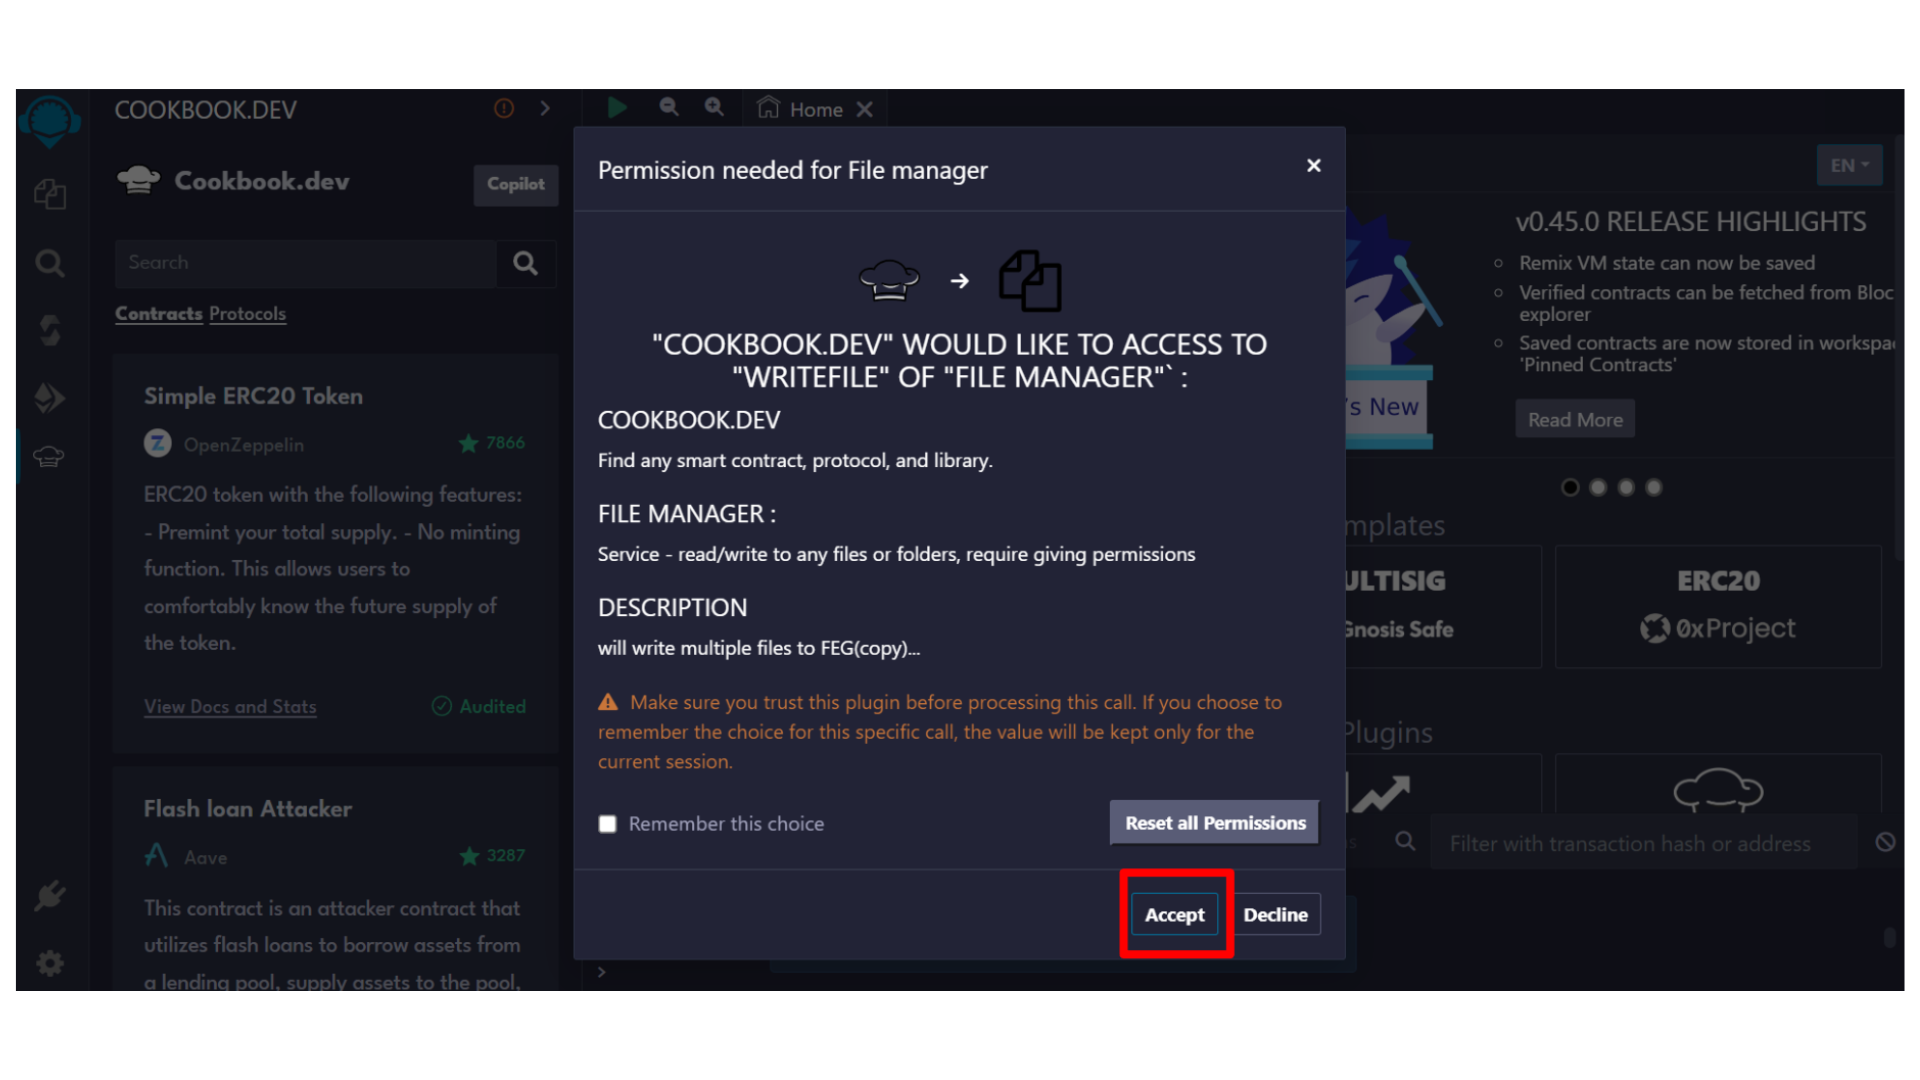 COOKBOOK.DEV
Cookbook.dev
Copilot
Search
Contracts Protocols
Simple ERC20 Token
OpenZeppelin
7866
ERC20 token with the following features:
- Premint your total supply. - No minting
function. This allows users to
comfortably know the future supply of
the token.
View Docs and Stats
Audited
Flash loan Attacker
Aave
3287
This contract is an attacker contract that
utilizes flash loans to borrow assets from
a lending pool, supply assets to the pool,
Home
Permission needed for File manager
"COOKBOOK.DEV" WOULD LIKE TO ACCESS TO
"WRITEFILE" OF "FILE MANAGER"` :
COOKBOOK.DEV
Find any smart contract, protocol, and library.
FILE MANAGER :
Service - read/write to any files or folders, require giving permissions
DESCRIPTION
will write multiple files to FEG(copy)...
Make sure you trust this plugin before processing this call. If you choose to
remember the choice for this specific call, the value will be kept only for the
current session.
Remember this choice
Reset all Permissions
Accept
Decline
EN
v0.45.0 RELEASE HIGHLIGHTS
Remix VM state can now be saved
Verified contracts can be fetched from Bloc
explorer
Saved contracts are now stored in workspa
'Pinned Contracts'
Read More
's New
mplates
ULTISIG
Gnosis Safe
ERC20
0xProject
Plugins
Filter with transaction hash or address